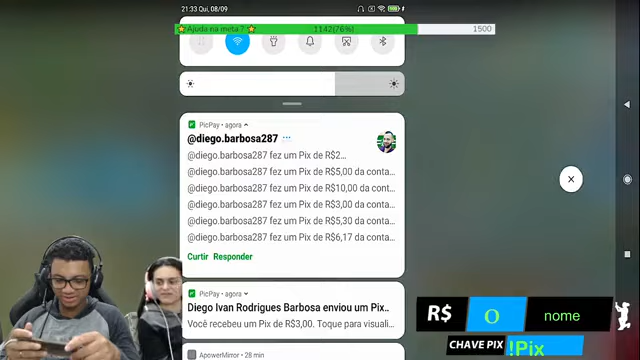 21:33 Qui, 08/09
Ajuda na meta ?
1142(76%)
1500
PicPay • agora
@diego.barbosa287 ...
@diego.barbosa287 fez um Pix de R$2...
@diego.barbosa287 fez um Pix de R$5,00 da conta...
@diego.barbosa287 fez um Pix de R$10,00 da cont...
@diego.barbosa287 fez um Pix de R$3,00 da conta...
@diego.barbosa287 fez um Pix de R$5,30 da conta...
@diego.barbosa287 fez um Pix de R$6,17 da conta...
Curtir Responder
PicPay • agora
Diego Ivan Rodrigues Barbosa enviou um Pix...
Você recebeu um Pix de R$3,00. Toque para visuali...
ApowerMirror • 28 min
R$ 0 nome
CHAVE PIX !Pix